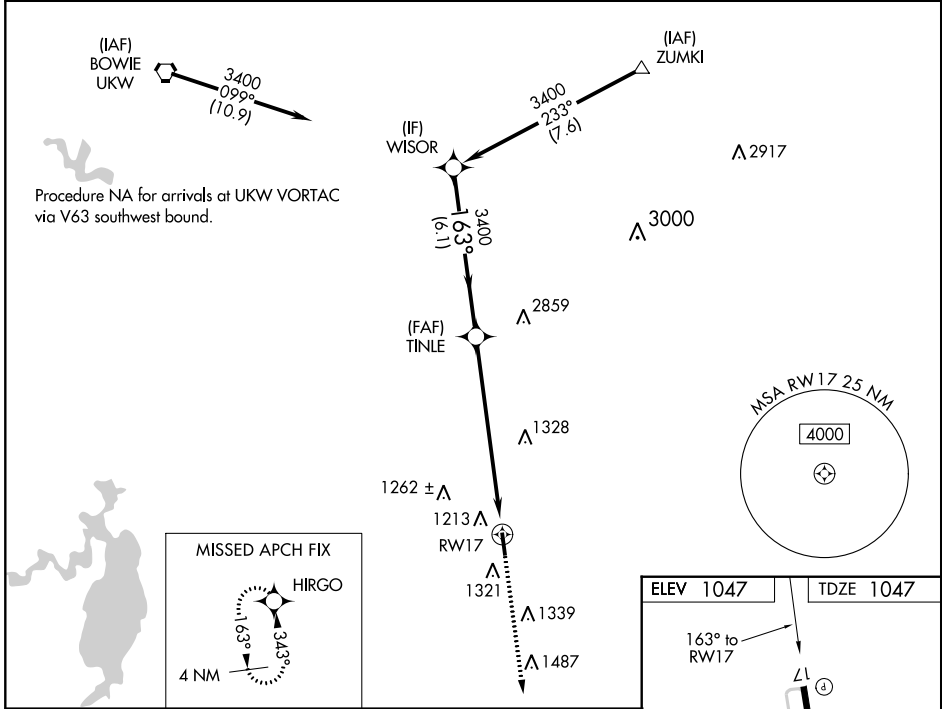 (IAF)
BOWIE
UKW
3400
099°
(10.9)
(IAF)
ZUMKI
3400
233°
(7.6)
(IF)
WISOR
2917
Procedure NA for arrivals at UKW VORTAC
via V63 southwest bound.
3000
3400
163°
(6.1)
2859
(FAF)
TINLE
MSA RW17 25 NM
4000
1328
1262 ±
1213
RW17
1321
1339
1487
MISSED APCH FIX
HIRGO
163°
343°
4 NM
ELEV 1047
TDZE 1047
163° to
RW17
17
P